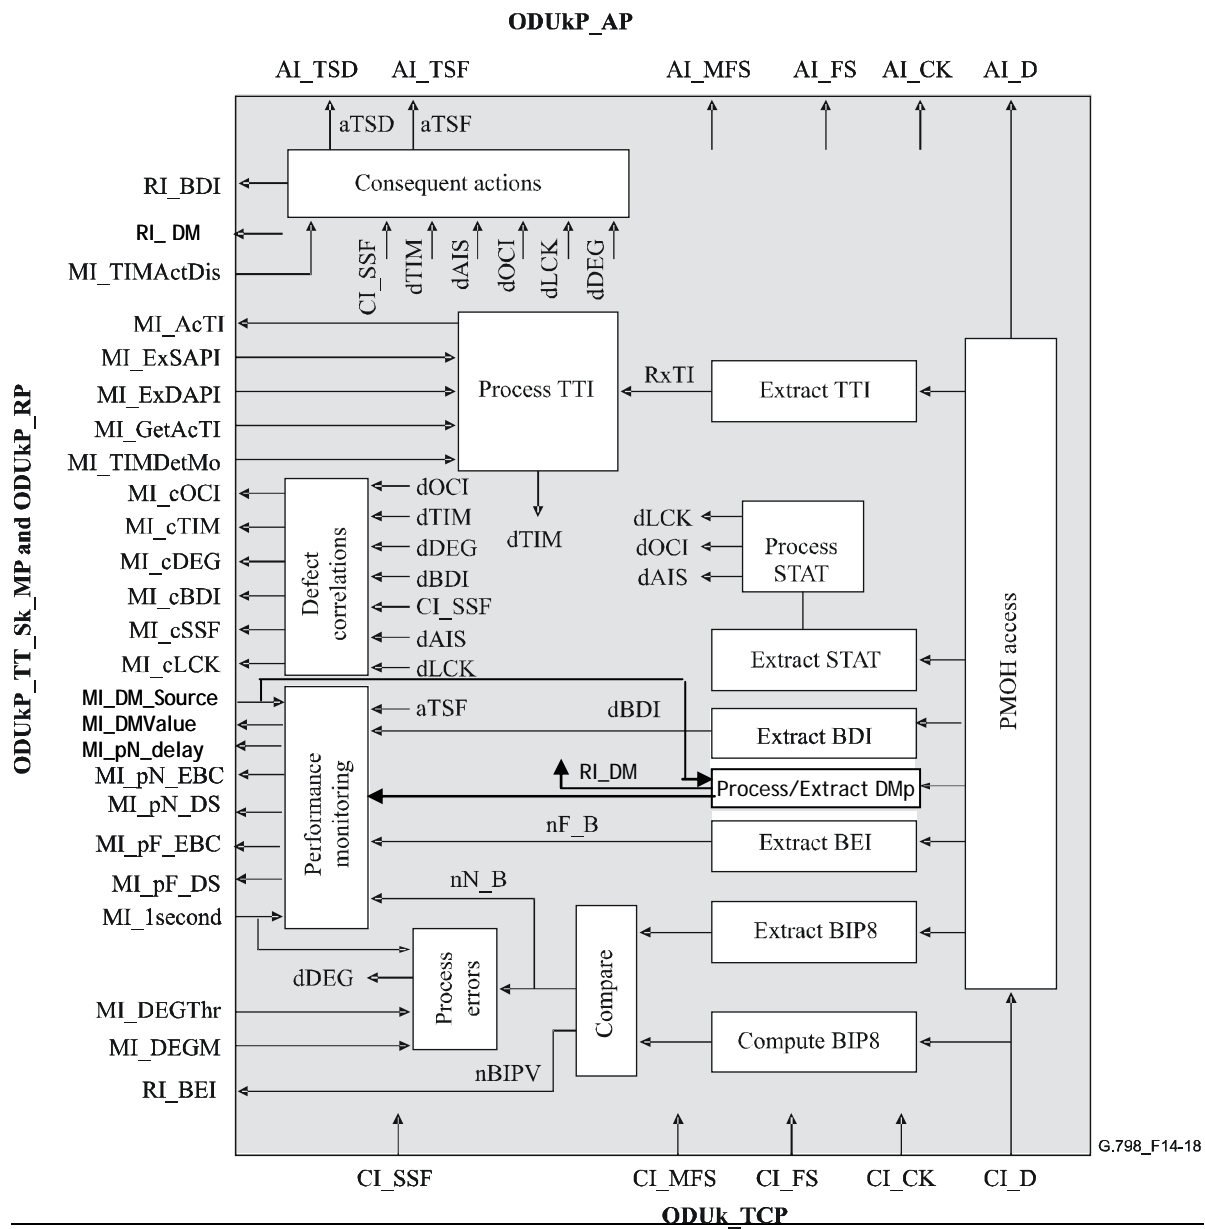 ODUkP_AP
AI_TSD AI_TSF AI_MFS AI_FS AI_CK AI_D
aTSD aTSF
Consequent actions
RI_BDI
RI_ DM
MI_TIMActDis
CI_SSF
dTIM
dAIS
dOCI
dLCK
dDEG
MI_AcTI
MI_ExSAPI
MI_ExDAPI
MI_GetAcTI
MI_TIMDetMo
Process TTI
RxTI
Extract TTI
dTIM
ODUkP_TT_Sk_MP and ODUkP_RP
MI_cOCI
MI_cTIM
MI_cDEG
MI_cBDI
MI_cSSF
MI_cLCK
Defect
correlations
dOCI
dTIM
dDEG
dBDI
CI_SSF
dAIS
dLCK
dLCK
dOCI
dAIS
Process
STAT
Extract STAT
PMOH access
MI_DM_Source
MI_DMValue
MI_pN_delay
MI_pN_EBC
MI_pN_DS
MI_pF_EBC
MI_pF_DS
MI_1second
Performance
monitoring
aTSF
dBDI
Extract BDI
RI_DM
Process/Extract DMp
nF_B
Extract BEI
nN_B
Extract BIP8
dDEG
Process
errors
Compare
MI_DEGThr
MI_DEGM
Compute BIP8
nBIPV
RI_BEI
G.798_F14-18
CI_SSF CI_MFS CI_FS CI_CK CI_D
ODUk_TCP